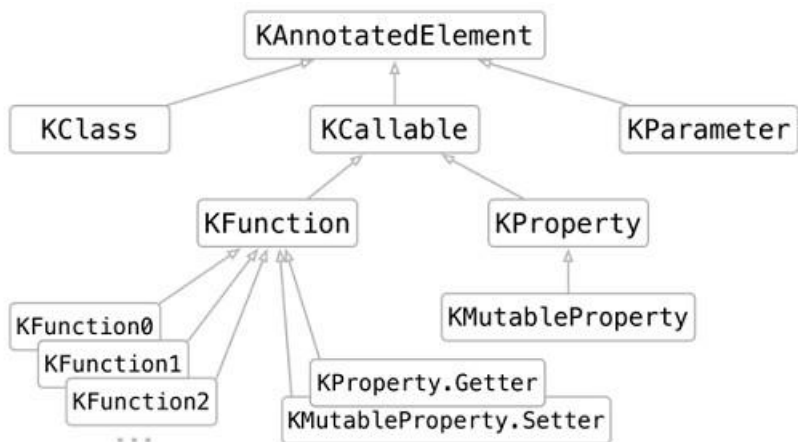 KAnnotatedElement
KClass
KCallable
KParameter
KFunction
KProperty
KFunction0
KFunction1
KFunction2
...
KMutableProperty
KProperty.Getter
KMutableProperty.Setter